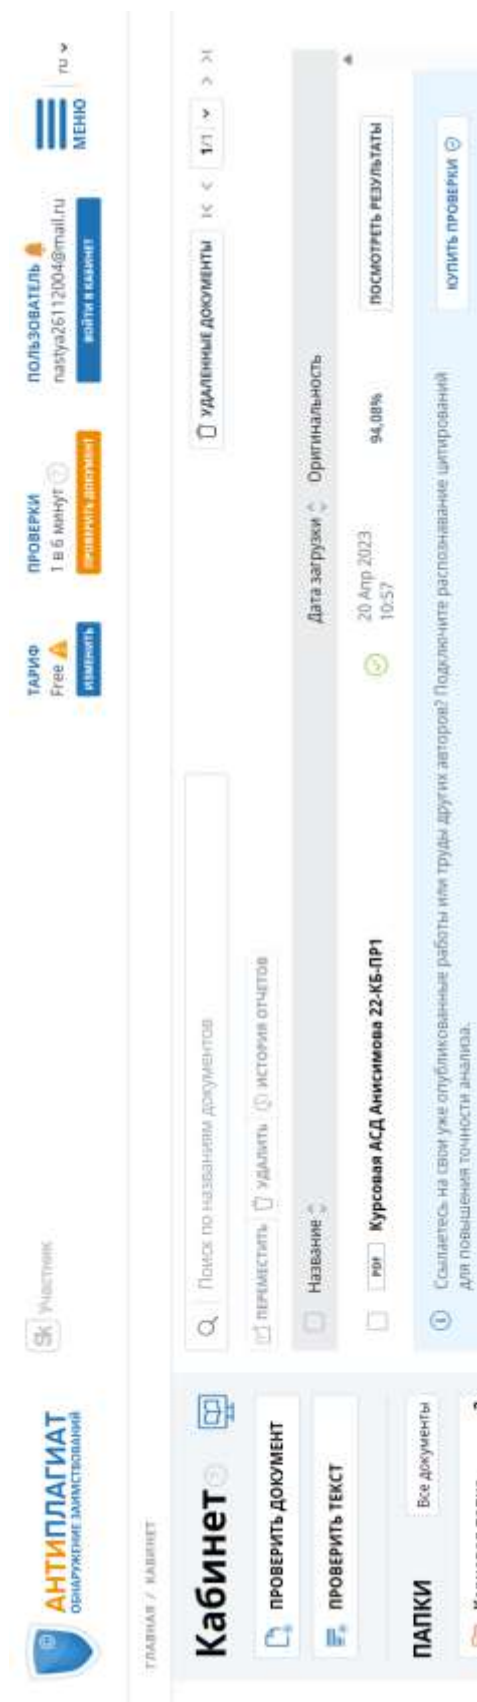 АНТИПЛАГИАТ
ОБНАРУЖЕНИЕ ЗАИМСТВОВАНИЙ
Sk Участник
ТАРИФ
Free
ИЗМЕНИТЬ
ПРОВЕРКИ
1 в 6 минут ?
ПРОВЕРИТЬ ДОКУМЕНТ
ПОЛЬЗОВАТЕЛЬ
nastya26112004@mail.ru
ВОЙТИ В КАБИНЕТ
МЕНЮ
ru
ГЛАВНАЯ / КАБИНЕТ
Кабинет ?
ПРОВЕРИТЬ ДОКУМЕНТ
ПРОВЕРИТЬ ТЕКСТ
ПАПКИ
Все документы
Поиск по названиям документов
УДАЛЕННЫЕ ДОКУМЕНТЫ
1/1
ПЕРЕМЕСТИТЬ УДАЛИТЬ ИСТОРИЯ ОТЧЕТОВ
Название Дата загрузки Оригинальность
PDF Курсовая АСД Анисимова 22-КБ-ПР1
20 Апр 2023
10:57
94,08%
ПОСМОТРЕТЬ РЕЗУЛЬТАТЫ
Ссылаетесь на свои уже опубликованные работы или труды других авторов? Подключите распознавание цитирований
для повышения точности анализа.
КУПИТЬ ПРОВЕРКИ